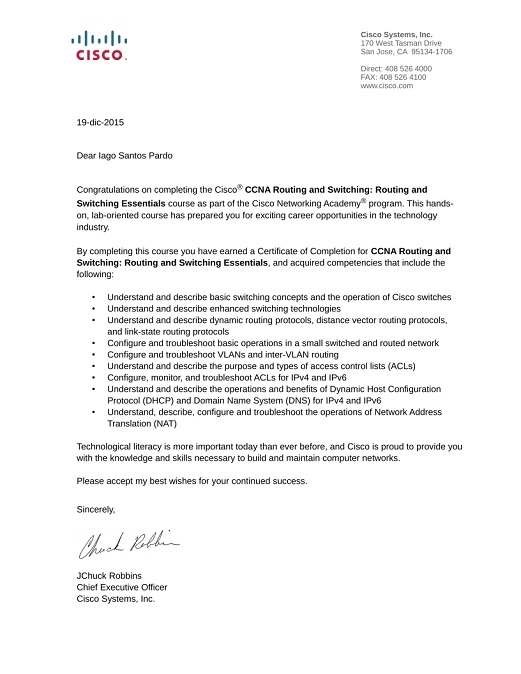 CISCO
Cisco Systems, Inc.
170 West Tasman Drive
San Jose, CA 95134-1706
Direct: 408 526 4000
FAX: 408 526 4100
www.cisco.com
19-dic-2015
Dear Iago Santos Pardo
Congratulations on completing the Cisco® CCNA Routing and Switching: Routing and
Switching Essentials course as part of the Cisco Networking Academy® program. This hands-
on, lab-oriented course has prepared you for exciting career opportunities in the technology
industry.
By completing this course you have earned a Certificate of Completion for CCNA Routing and
Switching: Routing and Switching Essentials, and acquired competencies that include the
following:
• Understand and describe basic switching concepts and the operation of Cisco switches
• Understand and describe enhanced switching technologies
• Understand and describe dynamic routing protocols, distance vector routing protocols,
and link-state routing protocols
• Configure and troubleshoot basic operations in a small switched and routed network
• Configure and troubleshoot VLANs and inter-VLAN routing
• Understand and describe the purpose and types of access control lists (ACLs)
• Configure, monitor, and troubleshoot ACLs for IPv4 and IPv6
• Understand and describe the operations and benefits of Dynamic Host Configuration
Protocol (DHCP) and Domain Name System (DNS) for IPv4 and IPv6
• Understand, describe, configure and troubleshoot the operations of Network Address
Translation (NAT)
Technological literacy is more important today than ever before, and Cisco is proud to provide you
with the knowledge and skills necessary to build and maintain computer networks.
Please accept my best wishes for your continued success.
Sincerely,
Chuck Robbins
JChuck Robbins
Chief Executive Officer
Cisco Systems, Inc.